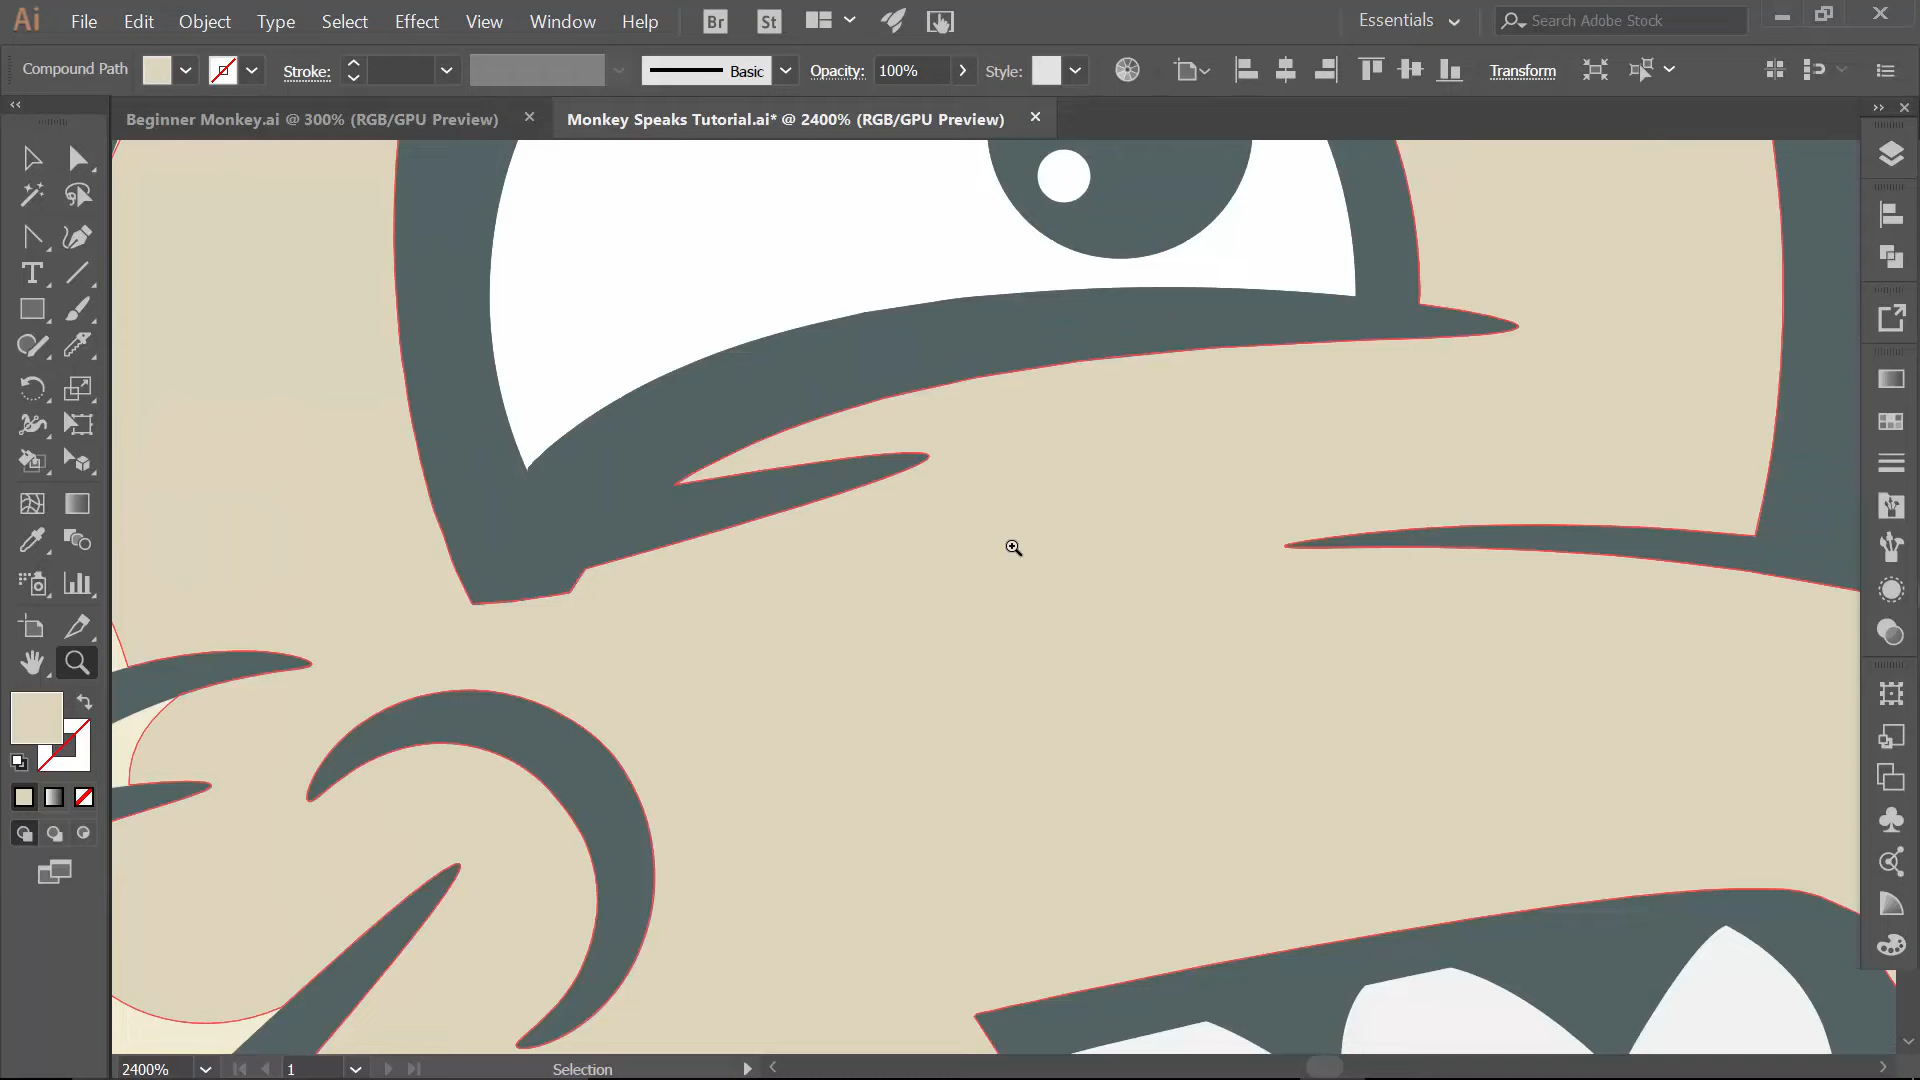 Ai File Edit Object Type Select Effect View Window Help Br St Essentials Search Adobe Stock
Compound Path Stroke: Basic Opacity: 100% Style: Transform
Beginner Monkey.ai @ 300% (RGB/GPU Preview) Monkey Speaks Tutorial.ai* @ 2400% (RGB/GPU Preview)
2400% 1 Selection